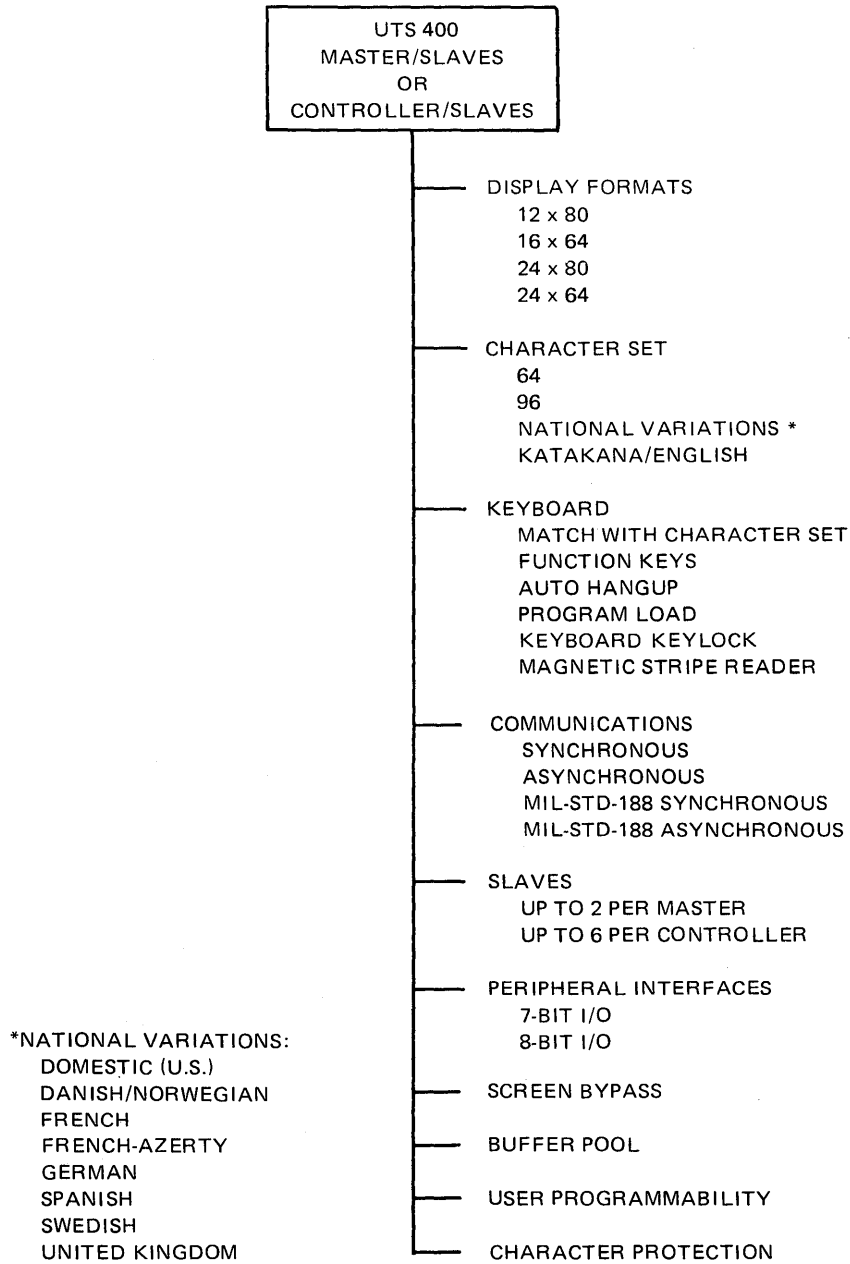 UTS 400
MASTER/SLAVES
OR
CONTROLLER/SLAVES
DISPLAY FORMATS
12 x 80
16 x 64
24 x 80
24 x 64
CHARACTER SET
64
96
NATIONAL VARIATIONS *
KATAKANA/ENGLISH
KEYBOARD
MATCH WITH CHARACTER SET
FUNCTION KEYS
AUTO HANGUP
PROGRAM LOAD
KEYBOARD KEYLOCK
MAGNETIC STRIPE READER
COMMUNICATIONS
SYNCHRONOUS
ASYNCHRONOUS
MIL-STD-188 SYNCHRONOUS
MIL-STD-188 ASYNCHRONOUS
SLAVES
UP TO 2 PER MASTER
UP TO 6 PER CONTROLLER
PERIPHERAL INTERFACES
7-BIT I/O
8-BIT I/O
SCREEN BYPASS
BUFFER POOL
USER PROGRAMMABILITY
CHARACTER PROTECTION
*NATIONAL VARIATIONS:
DOMESTIC (U.S.)
DANISH/NORWEGIAN
FRENCH
FRENCH-AZERTY
GERMAN
SPANISH
SWEDISH
UNITED KINGDOM